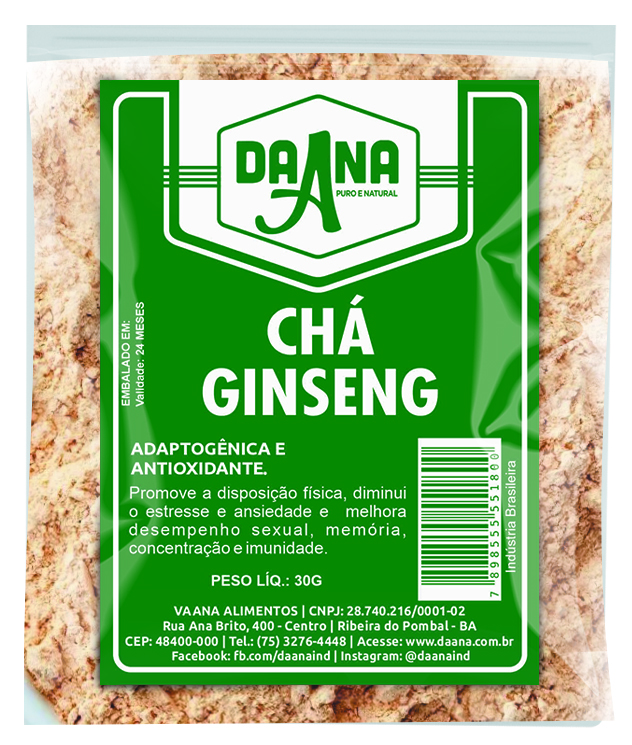 DAANA
PURO E NATURAL
CHÁ
GINSENG
EMBALADO EM:
Validade: 24 MESES
ADAPTOGÊNICA E
ANTIOXIDANTE.
Promove a disposição física, diminui
o estresse e ansiedade e melhora
desempenho sexual, memória,
concentração e imunidade.
PESO LÍQ.: 30G
7 898555 551800
Indústria Brasileira
VAANA ALIMENTOS | CNPJ: 28.740.216/0001-02
Rua Ana Brito, 400 - Centro | Ribeira do Pombal - BA
CEP: 48400-000 | Tel.: (75) 3276-4448 | Acesse: www.daana.com.br
Facebook: fb.com/daanaind | Instagram: @daanaind